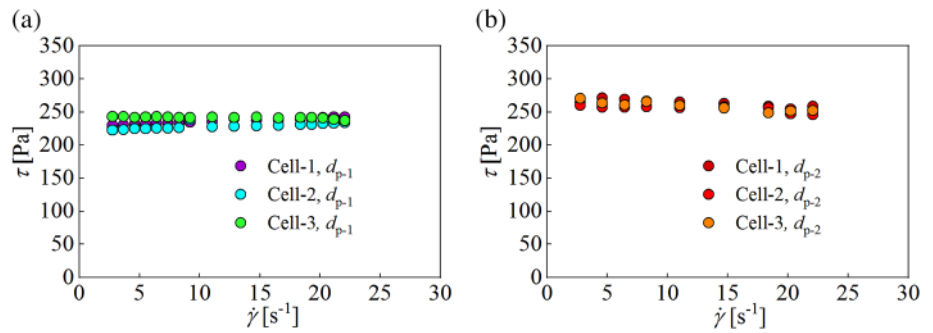 (a)
350
300
250
200
150
100
50
0
τ [Pa]
Cell-1, dp-1
Cell-2, dp-1
Cell-3, dp-1
0 5 10 15 20 25 30
γ̇ [s⁻¹]
(b)
350
300
250
200
150
100
50
0
τ [Pa]
Cell-1, dp-2
Cell-2, dp-2
Cell-3, dp-2
0 5 10 15 20 25 30
γ̇ [s⁻¹]